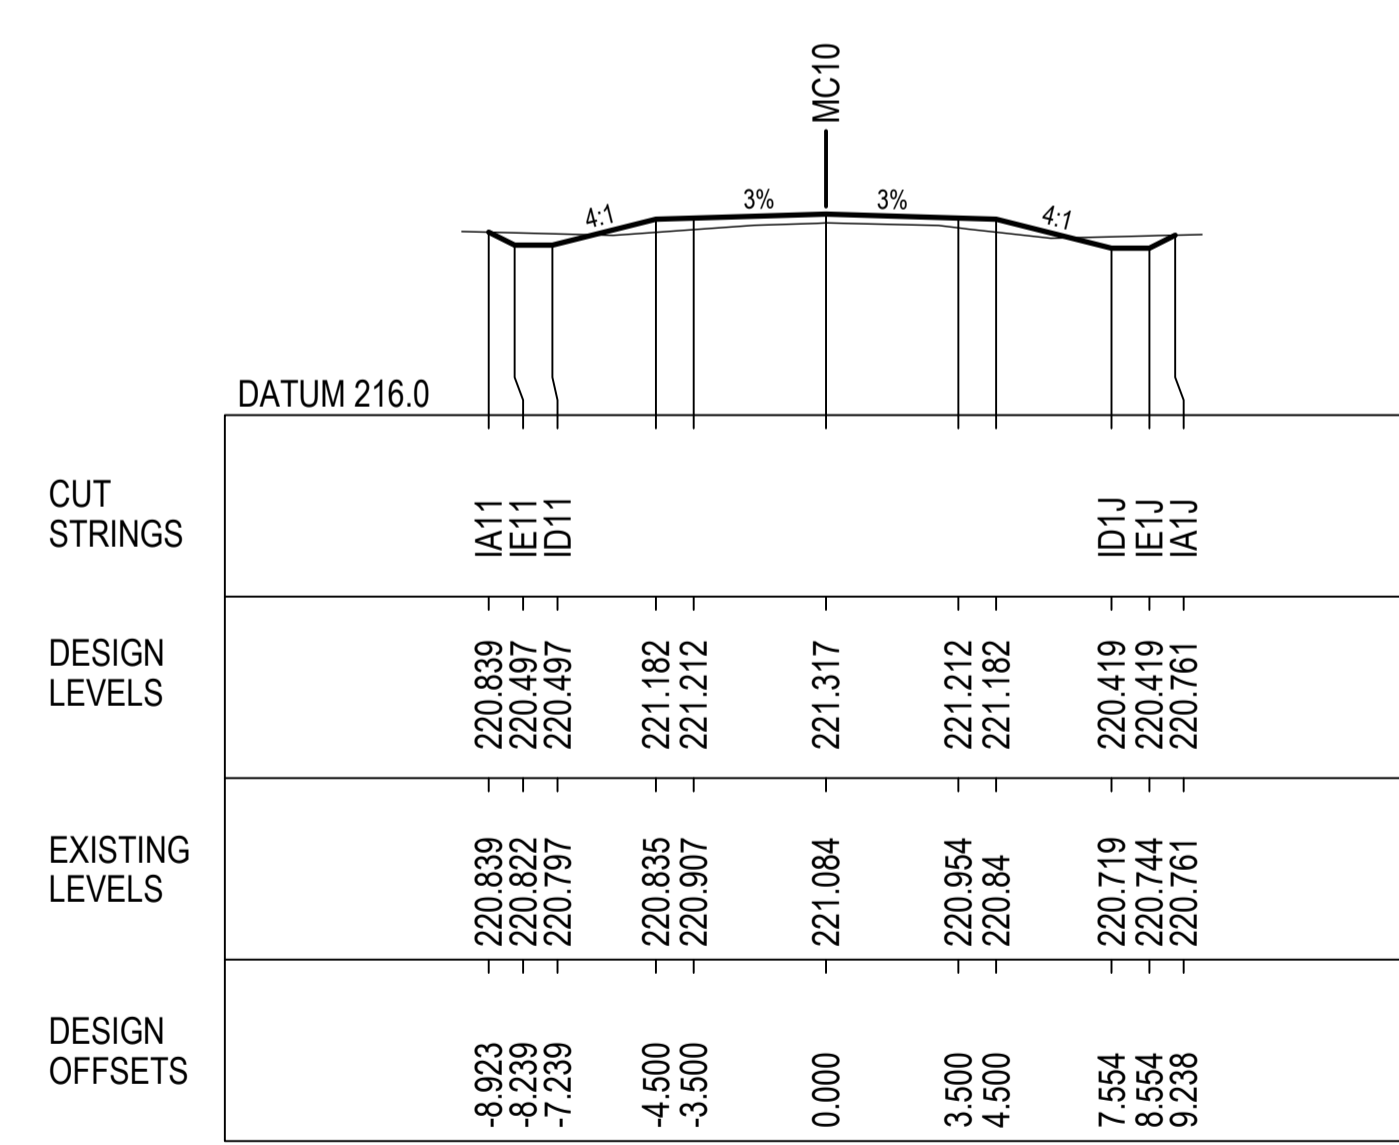 MC10
4:1
3%
3%
4:1
DATUM 216.0
CUT
STRINGS
IA11
IE11
ID11
ID1J
IE1J
IA1J
DESIGN
LEVELS
220.839
220.497
220.497
221.182
221.212
221.317
221.212
221.182
220.419
220.419
220.761
EXISTING
LEVELS
220.839
220.822
220.797
220.835
220.907
221.084
220.954
220.84
220.719
220.744
220.761
DESIGN
OFFSETS
-8.923
-8.239
-7.239
-4.500
-3.500
0.000
3.500
4.500
7.554
8.554
9.238